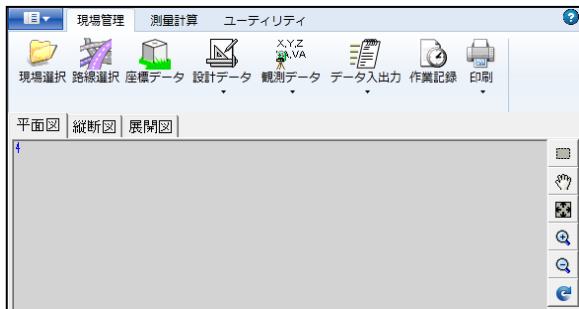 現場管理 測量計算 ユーティリティ
X,Y,Z
現場選択 路線選択 座標データ 設計データ 観測データ データ入出力 作業記録 印刷
平面図 縦断図 展開図